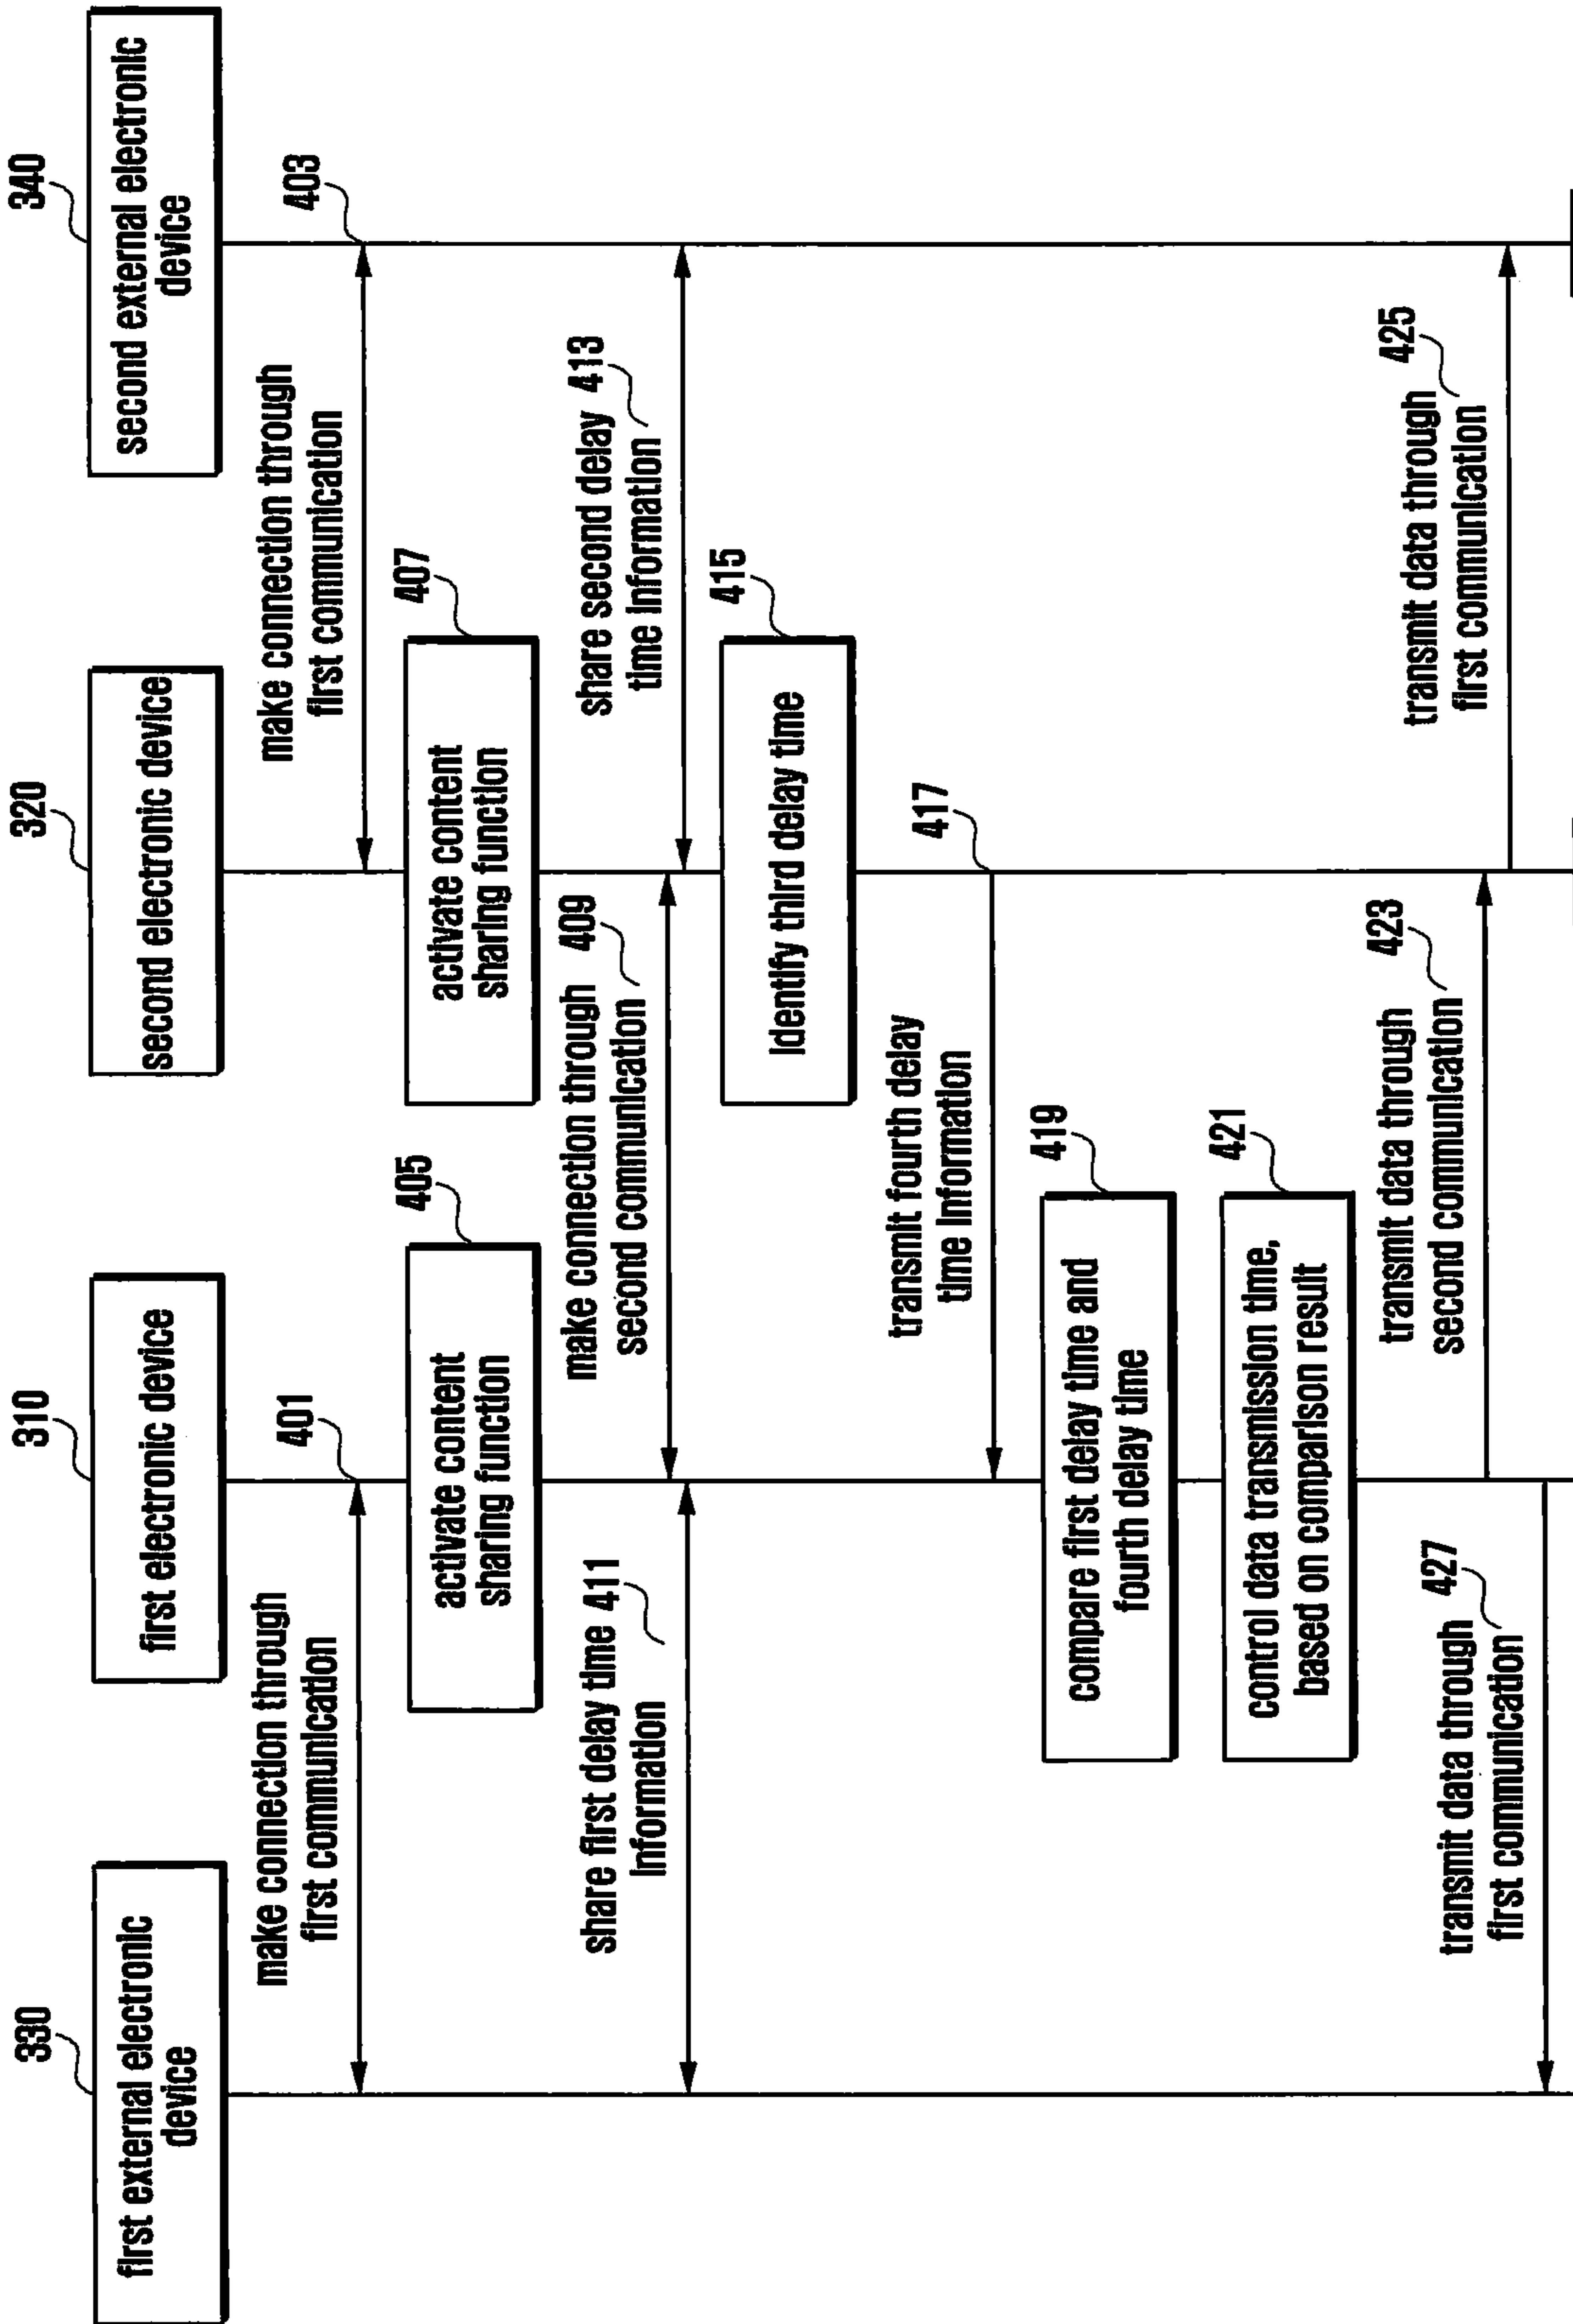 330
first external electronic
device
310
first electronic device
320
second electronic device
340
second external electronic
device
make connection through
first communication
401
make connection through
first communication
403
405
activate content
sharing function
407
activate content
sharing function
make connection through 409
second communication
share first delay time 411
information
share second delay 413
time information
415
identify third delay time
417
transmit fourth delay
time information
419
compare first delay time and
fourth delay time
421
control data transmission time,
based on comparison result
transmit data through 423
second communication
transmit data through 425
first communication
transmit data through 427
first communication